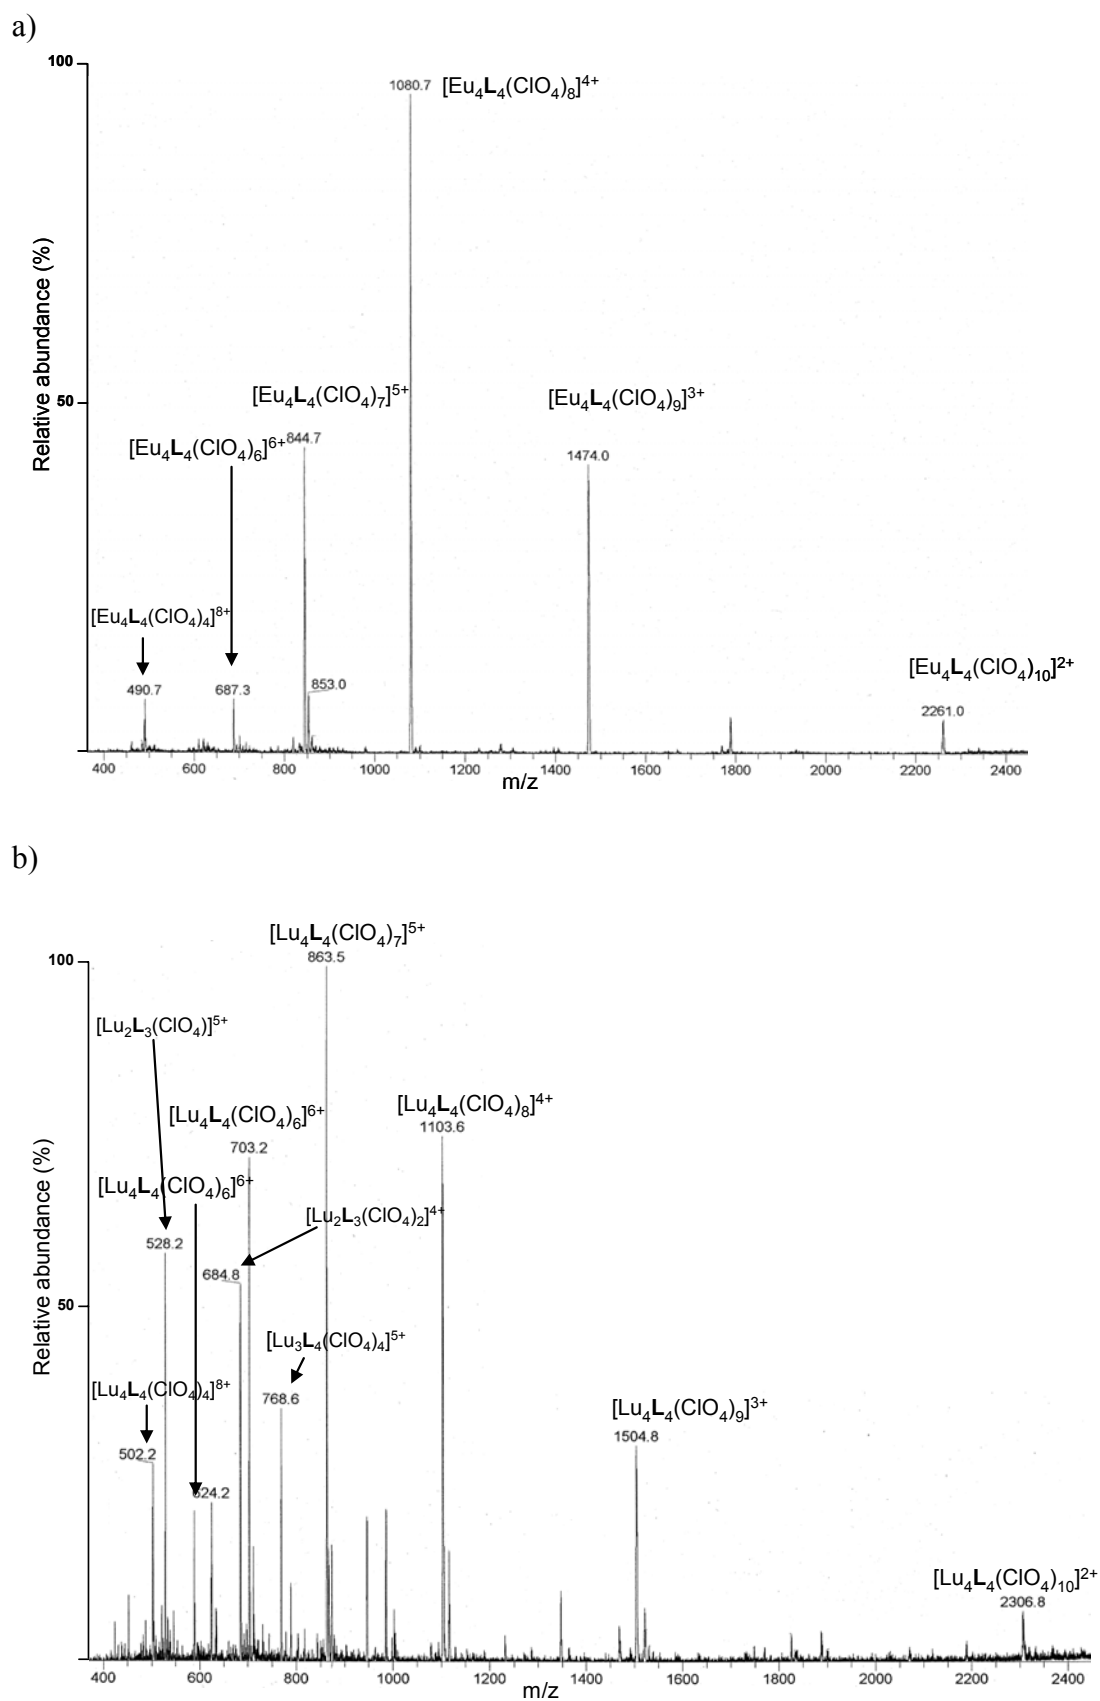 a)
100
1080.7 [Eu4L4(ClO4)8]4+
Relative abundance (%)
[Eu4L4(ClO4)7]5+
[Eu4L4(ClO4)9]3+
50
[Eu4L4(ClO4)6]6+
844.7
1474.0
[Eu4L4(ClO4)4]8+
[Eu4L4(ClO4)10]2+
490.7
687.3
853.0
2261.0
400 600 800 1000 1200 1400 1600 1800 2000 2200 2400
m/z
b)
[Lu4L4(ClO4)7]5+
863.5
100
[Lu2L3(ClO4)]5+
[Lu4L4(ClO4)8]4+
[Lu4L4(ClO4)6]6+
1103.6
703.2
Relative abundance (%)
[Lu4L4(ClO4)6]6+
[Lu2L3(ClO4)2]4+
528.2
684.8
50
[Lu3L4(ClO4)4]5+
[Lu4L4(ClO4)4]8+
768.6
[Lu4L4(ClO4)9]3+
1504.8
502.2
624.2
[Lu4L4(ClO4)10]2+
2306.8
400 600 800 1000 1200 1400 1600 1800 2000 2200 2400
m/z